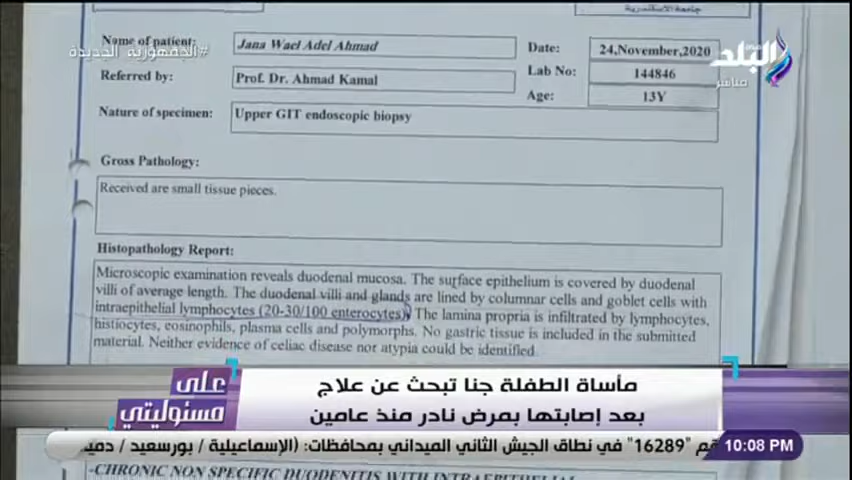 جامعة الاسكندرية
#الجمهورية_الجديدة
البلد
مباشر
Name of patient: Jana Wael Adel Ahmad Date: 24,November,2020
Referred by: Prof. Dr. Ahmad Kamal Lab No: 144846
Age: 13Y
Nature of specimen: Upper GIT endoscopic biopsy
Gross Pathology:
Received are small tissue pieces.
Histopathology Report:
Microscopic examination reveals duodenal mucosa. The surface epithelium is covered by duodenal
villi of average length. The duodenal villi and glands are lined by columnar cells and goblet cells with
intraepithelial lymphocytes (20-30/100 enterocytes). The lamina propria is infiltrated by lymphocytes,
histiocytes, eosinophils, plasma cells and polymorphs. No gastric tissue is included in the submitted
material. Neither evidence of celiac disease nor atypia could be identified.
على
مسئوليتي
مأساة الطفلة جنا تبحث عن علاج
بعد إصابتها بمرض نادر منذ عامين
10:08 PM
"16289" في نطاق الجيش الثاني الميداني بمحافظات: (الإسماعيلية / بورسعيد /
-CHRONIC NON SPECIFIC DUODENITIS WITH INTRAEPITHELIAL